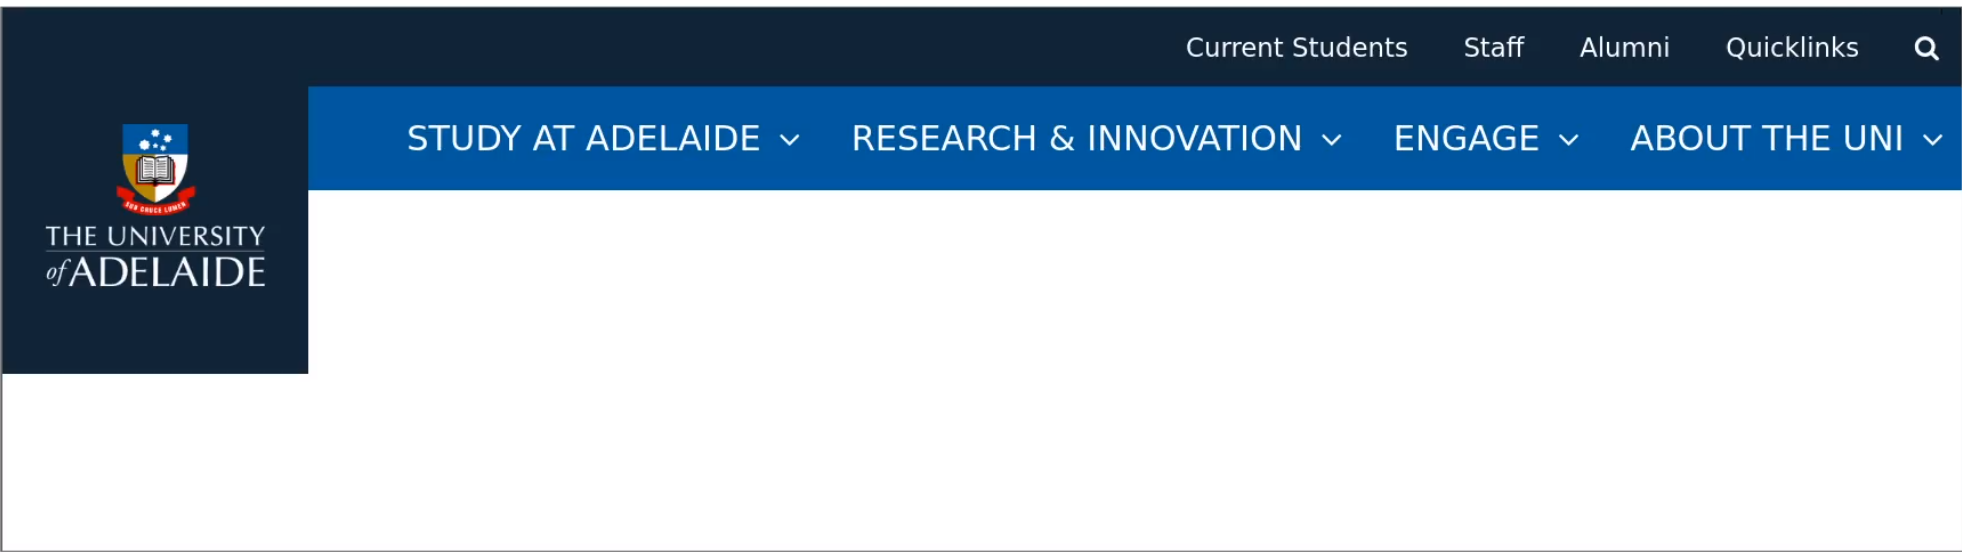 Current Students Staff Alumni Quicklinks
STUDY AT ADELAIDE RESEARCH & INNOVATION ENGAGE ABOUT THE UNI
SUB CRUCE LUMEN
THE UNIVERSITY
of ADELAIDE